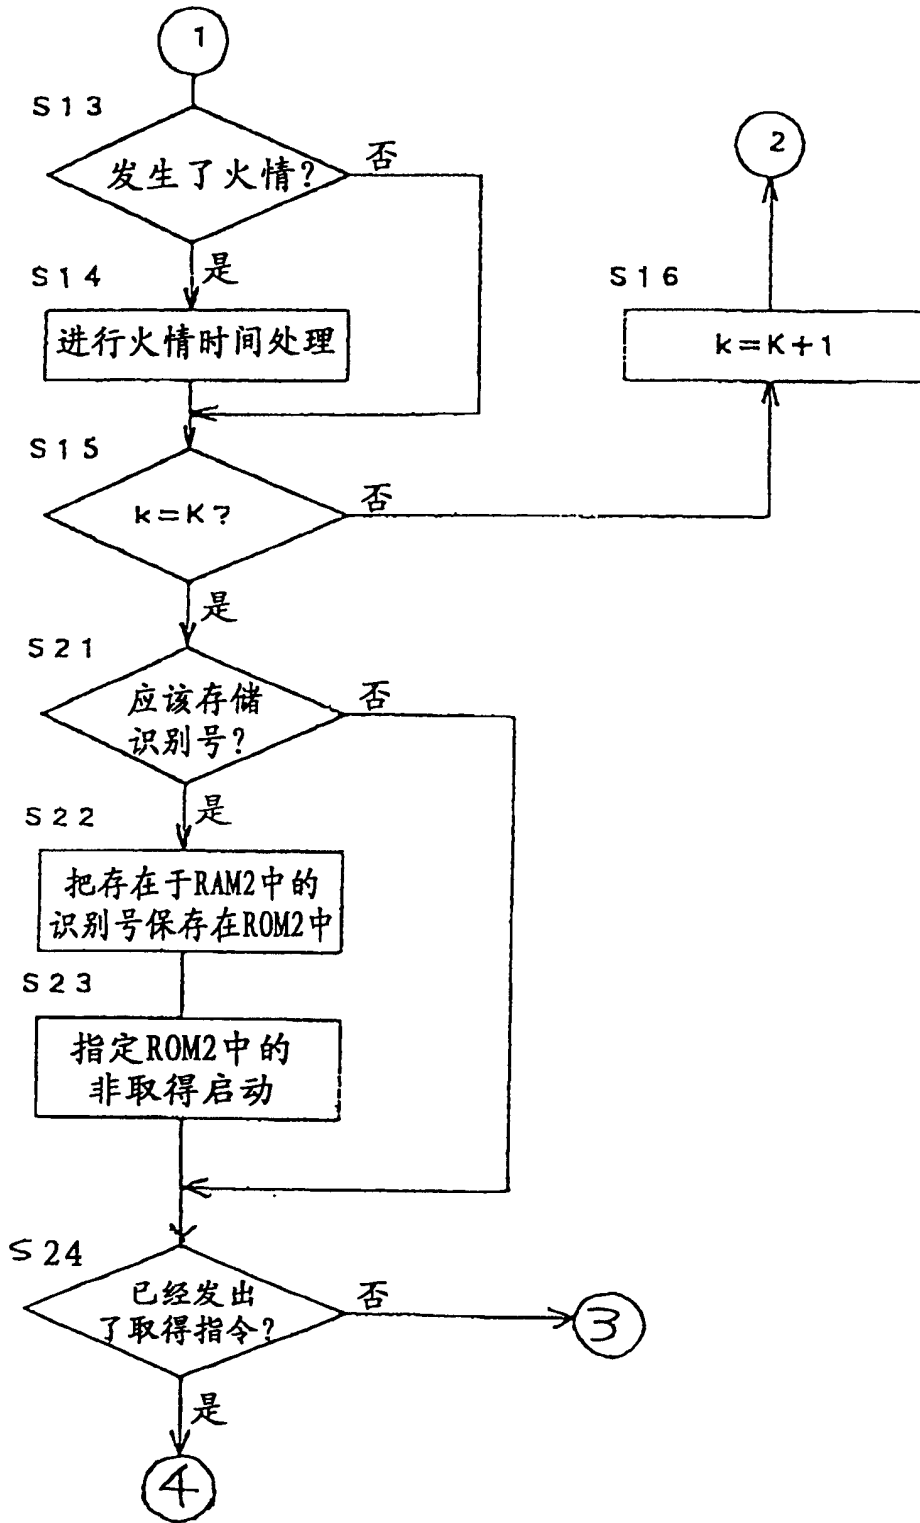 1
S13
发生了火情？
否
2
是
S14
进行火情时间处理
S16
k=K+1
S15
k=K?
否
是
S21
应该存储
识别号？
否
是
S22
把存在于RAM2中的
识别号保存在ROM2中
S23
指定ROM2中的
非取得启动
S24
已经发出
了取得指令？
否
3
是
4